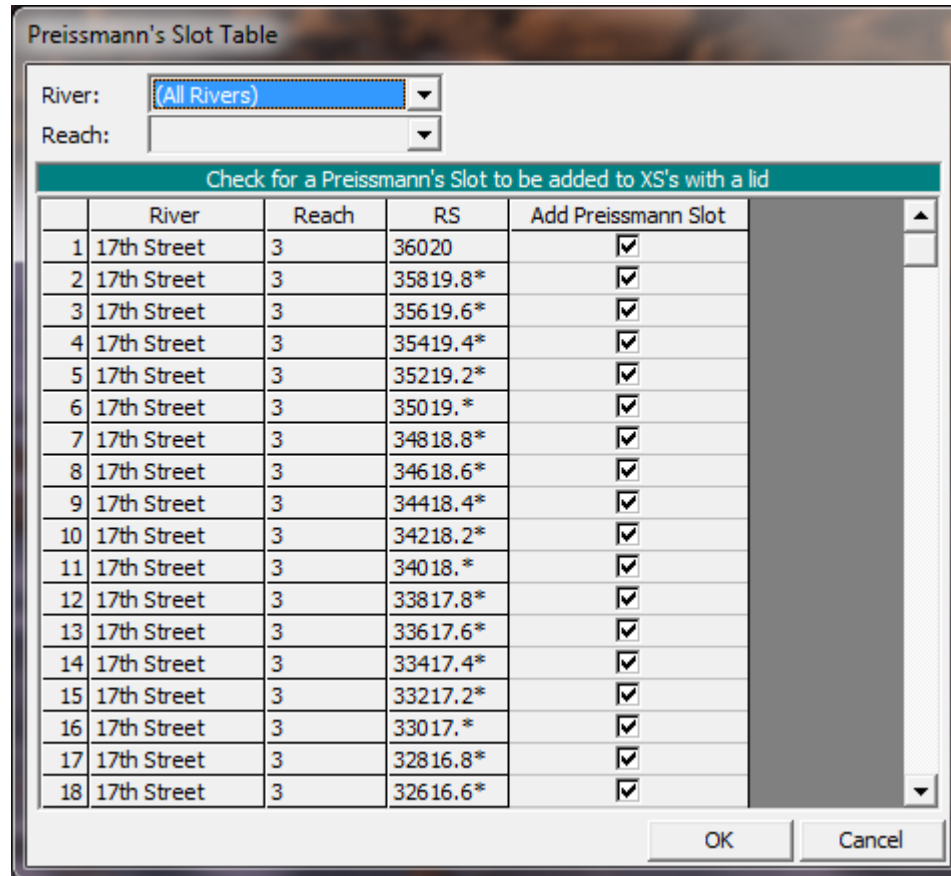 Preissmann's Slot Table
River: (All Rivers)
Reach:
Check for a Preissmann's Slot to be added to XS's with a lid
River Reach RS Add Preissmann Slot
1 17th Street 3 36020
2 17th Street 3 35819.8*
3 17th Street 3 35619.6*
4 17th Street 3 35419.4*
5 17th Street 3 35219.2*
6 17th Street 3 35019.*
7 17th Street 3 34818.8*
8 17th Street 3 34618.6*
9 17th Street 3 34418.4*
10 17th Street 3 34218.2*
11 17th Street 3 34018.*
12 17th Street 3 33817.8*
13 17th Street 3 33617.6*
14 17th Street 3 33417.4*
15 17th Street 3 33217.2*
16 17th Street 3 33017.*
17 17th Street 3 32816.8*
18 17th Street 3 32616.6*
OK Cancel